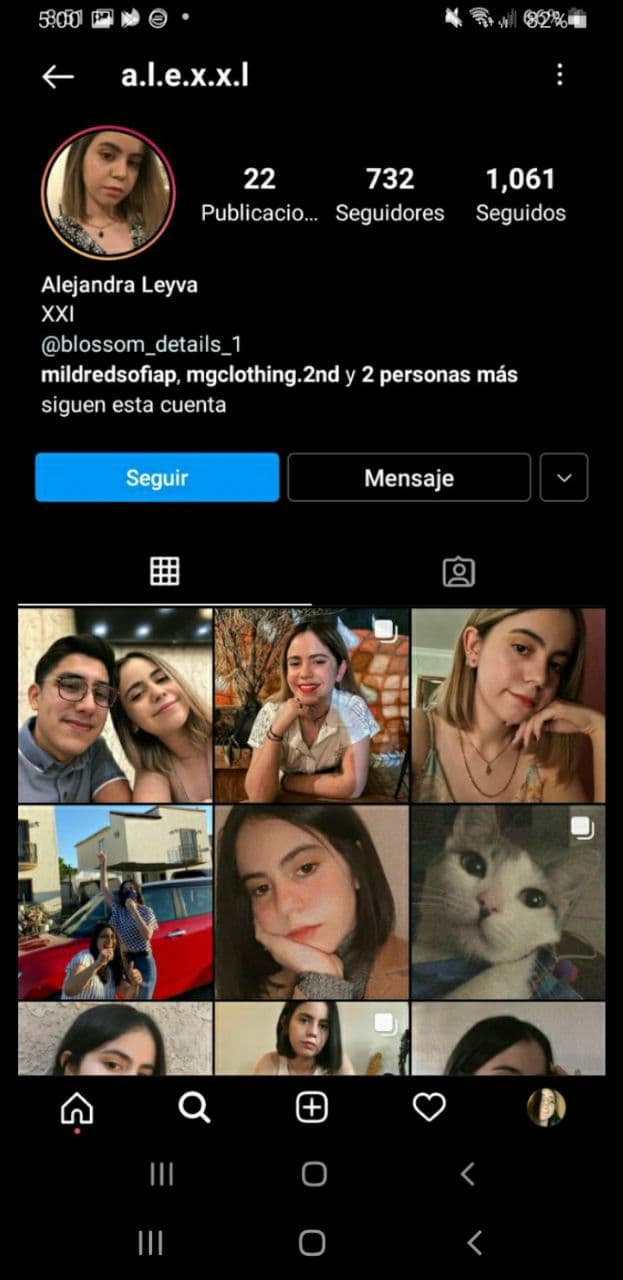 5:00 82%
a.l.e.x.x.l
22 732 1,061
Publicacio... Seguidores Seguidos
Alejandra Leyva
XXI
@blossom_details_1
mildredsofiap, mgclothing.2nd y 2 personas más
siguen esta cuenta
Seguir Mensaje